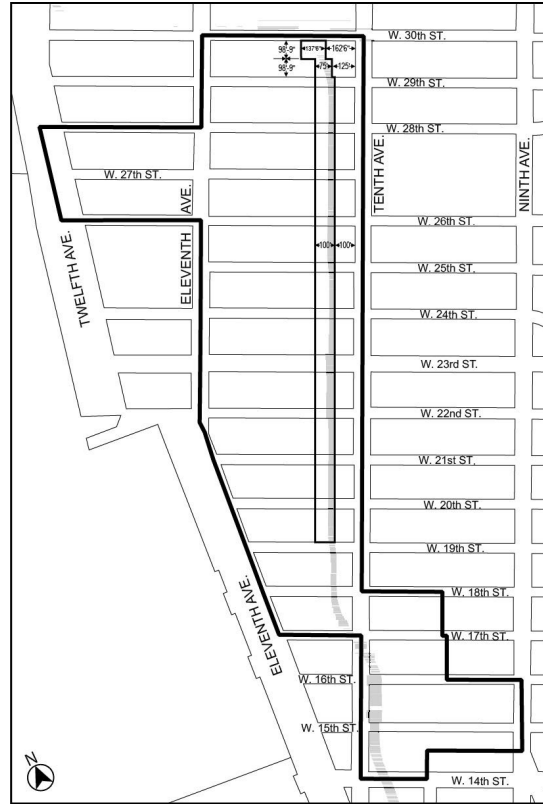 W. 30th ST.
98'-9"
137'6"
162'6"
98'-9"
75'
125'
W. 29th ST.
W. 28th ST.
TENTH AVE.
NINTH AVE.
W. 27th ST.
ELEVENTH AVE.
W. 26th ST.
TWELFTH AVE.
100'
100'
W. 25th ST.
W. 24th ST.
W. 23rd ST.
W. 22nd ST.
W. 21st ST.
W. 20th ST.
W. 19th ST.
ELEVENTH AVE.
W. 18th ST.
W. 17th ST.
W. 16th ST.
W. 15th ST.
W. 14th ST.
N